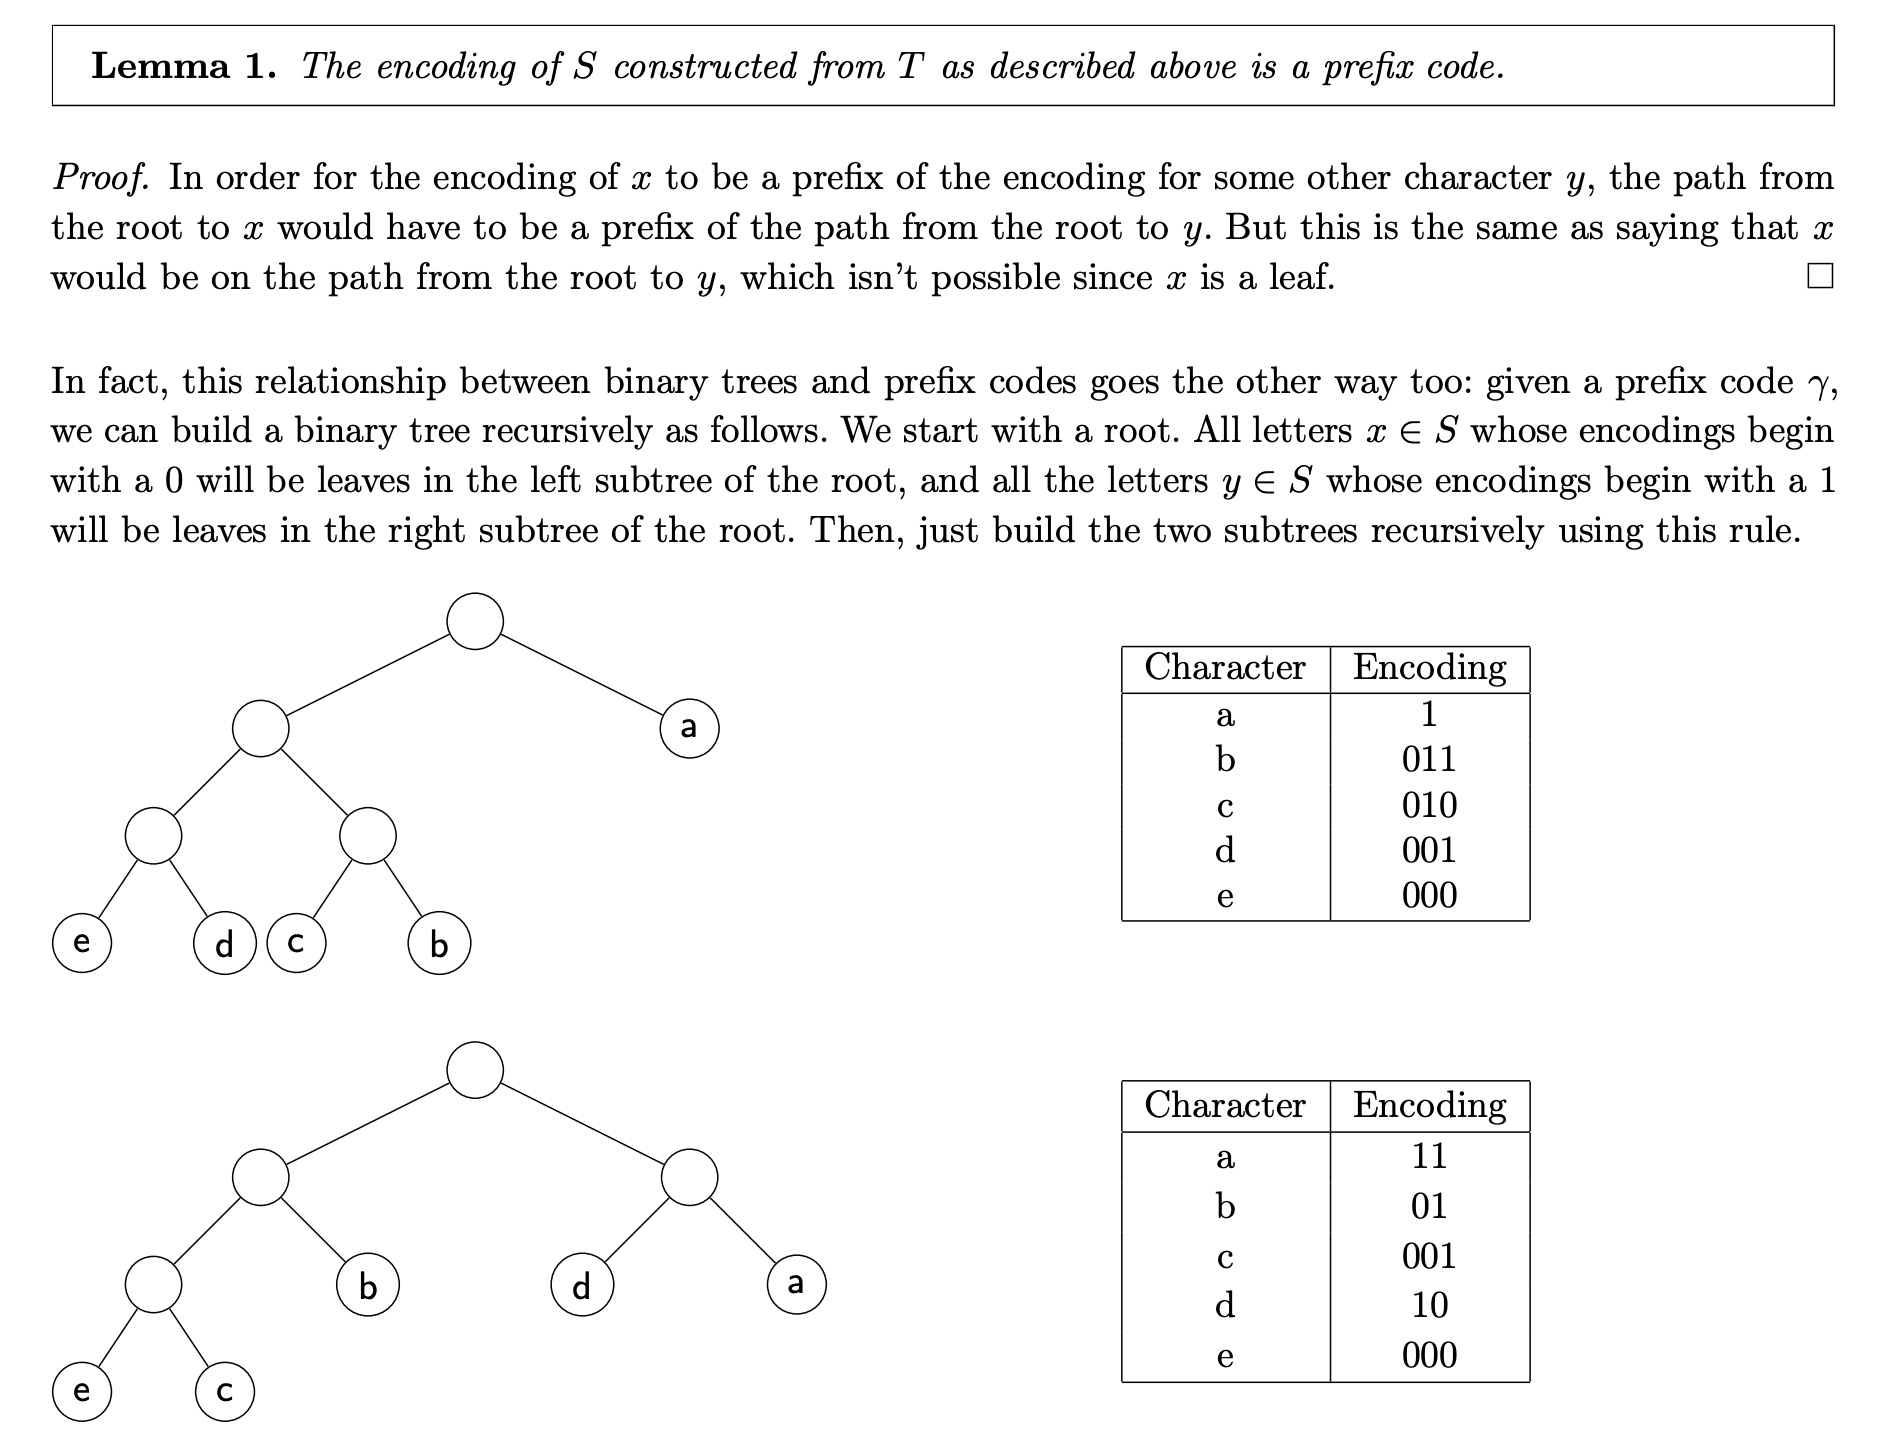 Lemma 1. The encoding of S constructed from T as described above is a prefix code.
Proof. In order for the encoding of x to be a prefix of the encoding for some other character y, the path from
the root to x would have to be a prefix of the path from the root to y. But this is the same as saying that x
would be on the path from the root to y, which isn't possible since x is a leaf. □
In fact, this relationship between binary trees and prefix codes goes the other way too: given a prefix code γ,
we can build a binary tree recursively as follows. We start with a root. All letters x ∈ S whose encodings begin
with a 0 will be leaves in the left subtree of the root, and all the letters y ∈ S whose encodings begin with a 1
will be leaves in the right subtree of the root. Then, just build the two subtrees recursively using this rule.
a
e d c b
Character Encoding
a 1
b 011
c 010
d 001
e 000
b d a
e c
Character Encoding
a 11
b 01
c 001
d 10
e 000